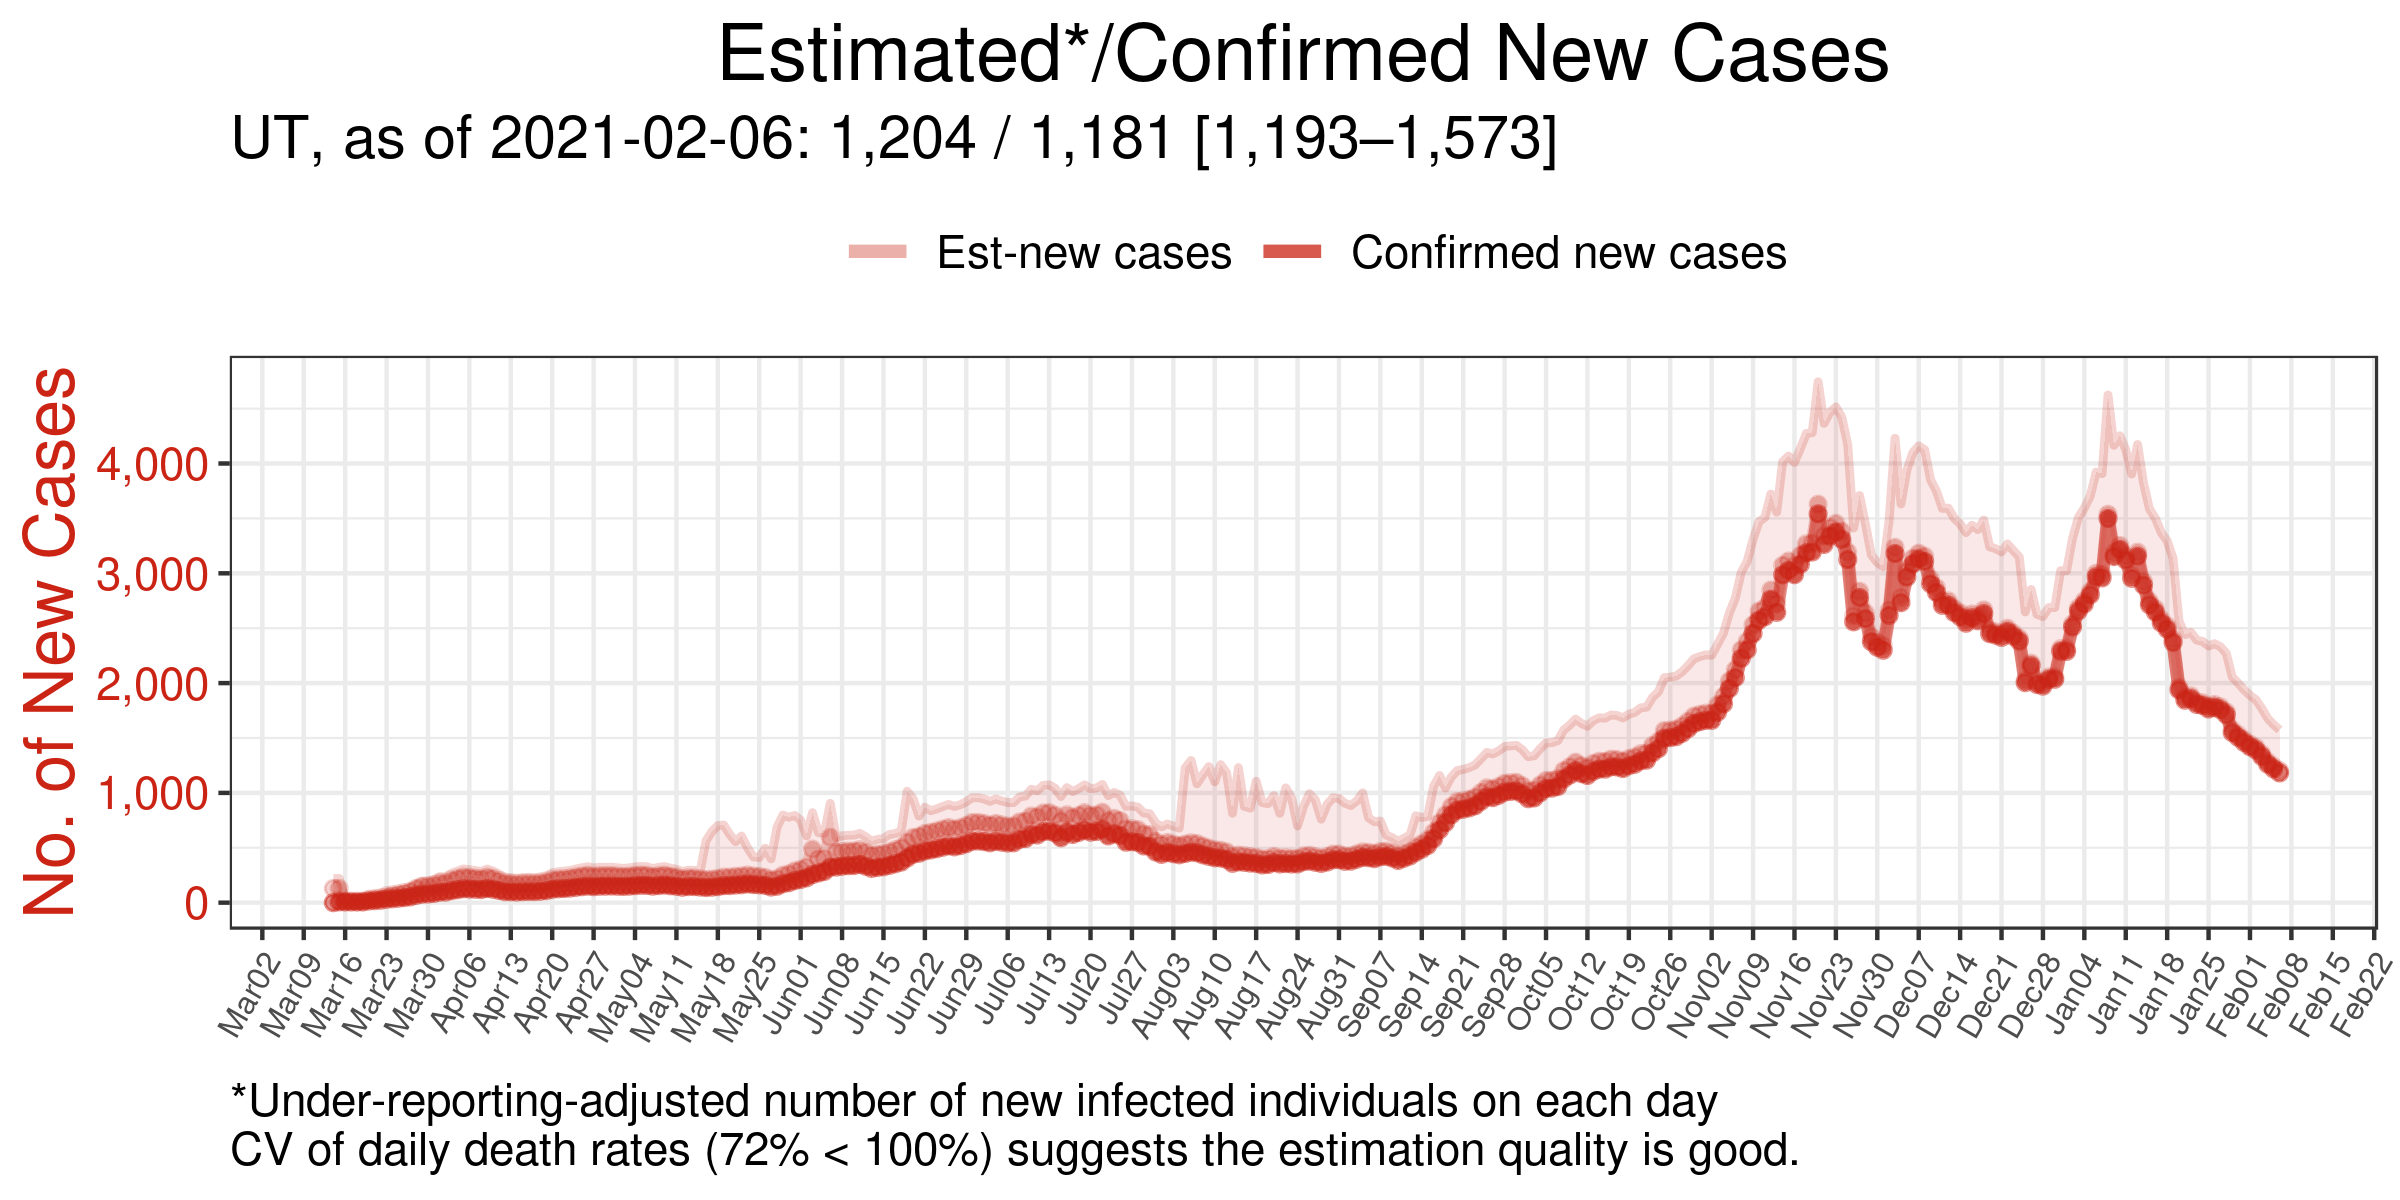 Estimated*/Confirmed New Cases
UT, as of 2021-02-06: 1,204 / 1,181 [1,193–1,573]
Est-new cases Confirmed new cases
No. of New Cases
4,000
3,000
2,000
1,000
0
Mar02 Mar09 Mar16 Mar23 Mar30 Apr06 Apr13 Apr20 Apr27 May04 May11 May18 May25 Jun01 Jun08 Jun15 Jun22 Jun29 Jul06 Jul13 Jul20 Jul27 Aug03 Aug10 Aug17 Aug24 Aug31 Sep07 Sep14 Sep21 Sep28 Oct05 Oct12 Oct19 Oct26 Nov02 Nov09 Nov16 Nov23 Nov30 Dec07 Dec14 Dec21 Dec28 Jan04 Jan11 Jan18 Jan25 Feb01 Feb08 Feb15 Feb22
*Under-reporting-adjusted number of new infected individuals on each day
CV of daily death rates (72% < 100%) suggests the estimation quality is good.